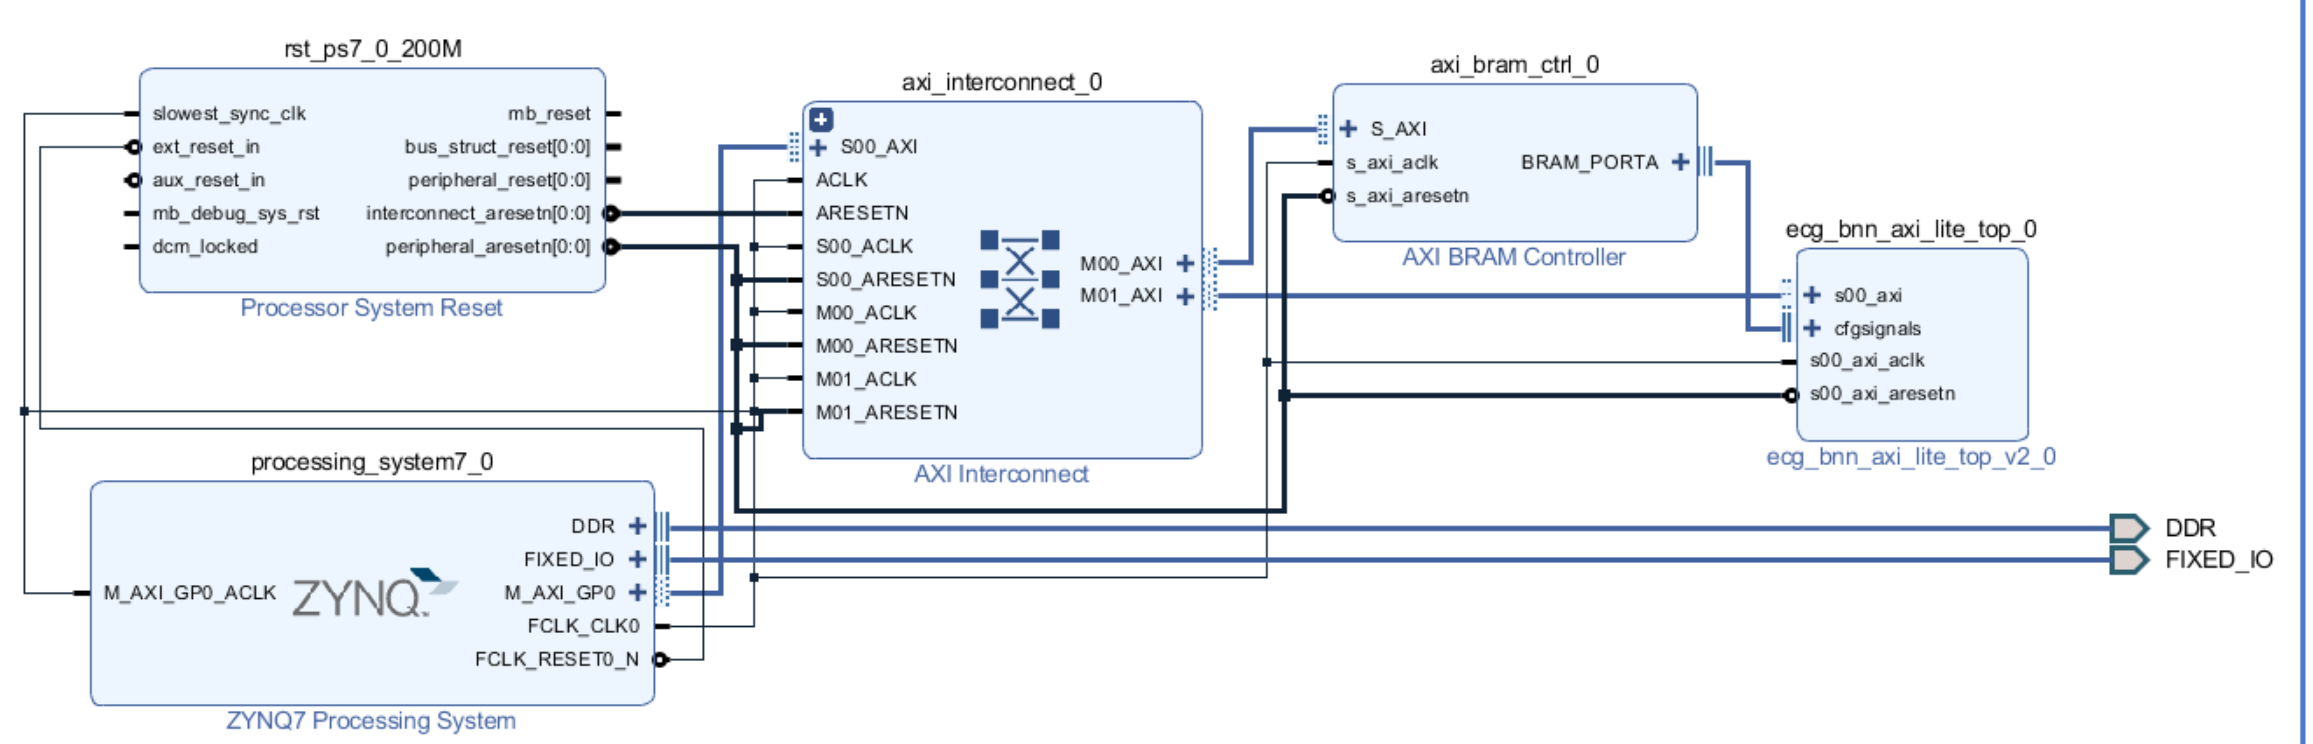 rst_ps7_0_200M
slowest_sync_clk
ext_reset_in
aux_reset_in
mb_debug_sys_rst
dcm_locked
mb_reset
bus_struct_reset[0:0]
peripheral_reset[0:0]
interconnect_aresetn[0:0]
peripheral_aresetn[0:0]
Processor System Reset
axi_interconnect_0
S00_AXI
ACLK
ARESETN
S00_ACLK
S00_ARESETN
M00_ACLK
M00_ARESETN
M01_ACLK
M01_ARESETN
M00_AXI
M01_AXI
AXI Interconnect
axi_bram_ctrl_0
S_AXI
s_axi_aclk
s_axi_aresetn
BRAM_PORTA
AXI BRAM Controller
ecg_bnn_axi_lite_top_0
s00_axi
cfgsignals
s00_axi_aclk
s00_axi_aresetn
ecg_bnn_axi_lite_top_v2_0
processing_system7_0
M_AXI_GP0_ACLK
ZYNQ
DDR
FIXED_IO
M_AXI_GP0
FCLK_CLK0
FCLK_RESET0_N
ZYNQ7 Processing System
DDR
FIXED_IO